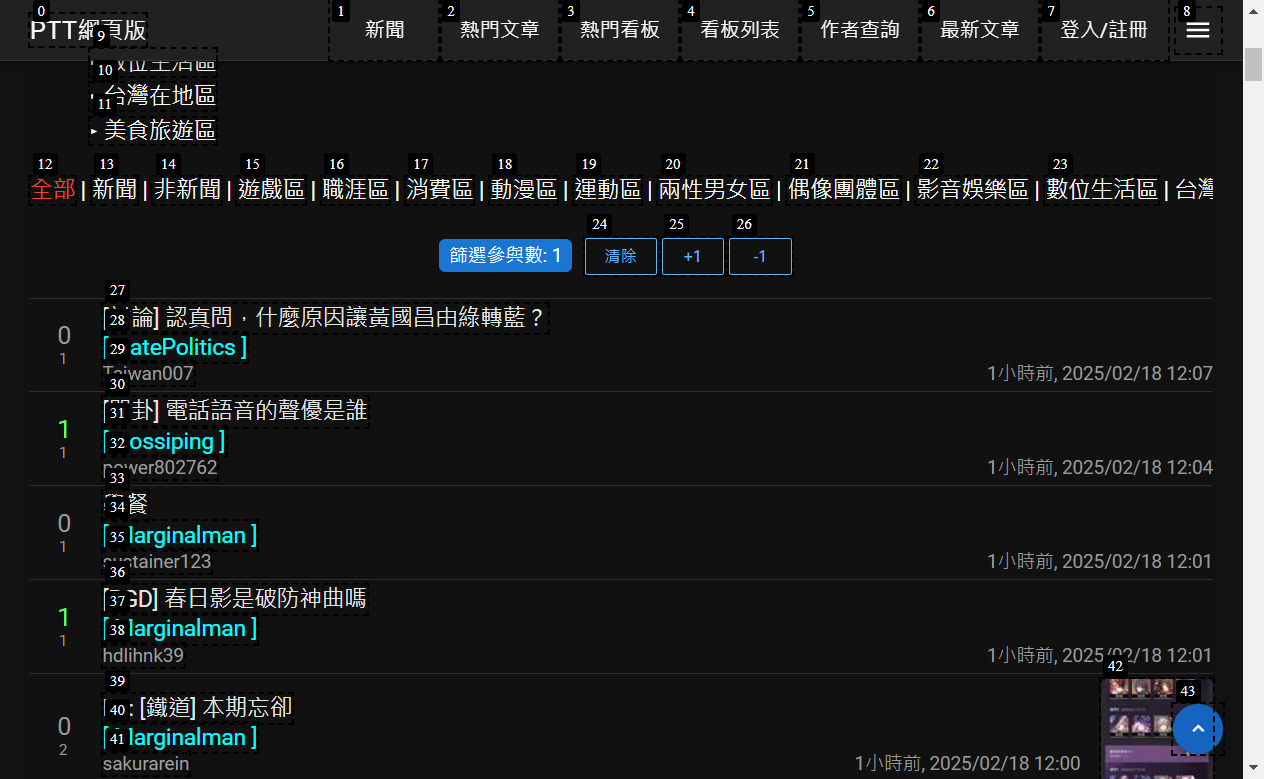 PTT網頁版 新聞 熱門文章 熱門看板 看板列表 作者查詢 最新文章 登入/註冊
0 1 2 3 4 5 6 7 8 9
10 數位生活區
11 台灣在地區
▸ 美食旅遊區
12 13 14 15 16 17 18 19 20 21 22 23
全部 | 新聞 | 非新聞 | 遊戲區 | 職涯區 | 消費區 | 動漫區 | 運動區 | 兩性男女區 | 偶像團體區 | 影音娛樂區 | 數位生活區 | 台灣
24 25 26
篩選參與數: 1 清除 +1 -1
27
28 論] 認真問，什麼原因讓黃國昌由綠轉藍？
0
29 atePolitics ]
1
Taiwan007 1小時前, 2025/02/18 12:07
30
31 卦] 電話語音的聲優是誰
1
32 ossiping ]
1
power802762 1小時前, 2025/02/18 12:04
33
34 餐
0
35 arginalman ]
1
sustainer123 1小時前, 2025/02/18 12:01
36
37 GD] 春日影是破防神曲嗎
1
38 arginalman ]
1
hdlihnk39 1小時前, 2025/02/18 12:01
42
39
43
40 : [鐵道] 本期忘卻
0
41 arginalman ]
2
sakurarein 1小時前, 2025/02/18 12:00